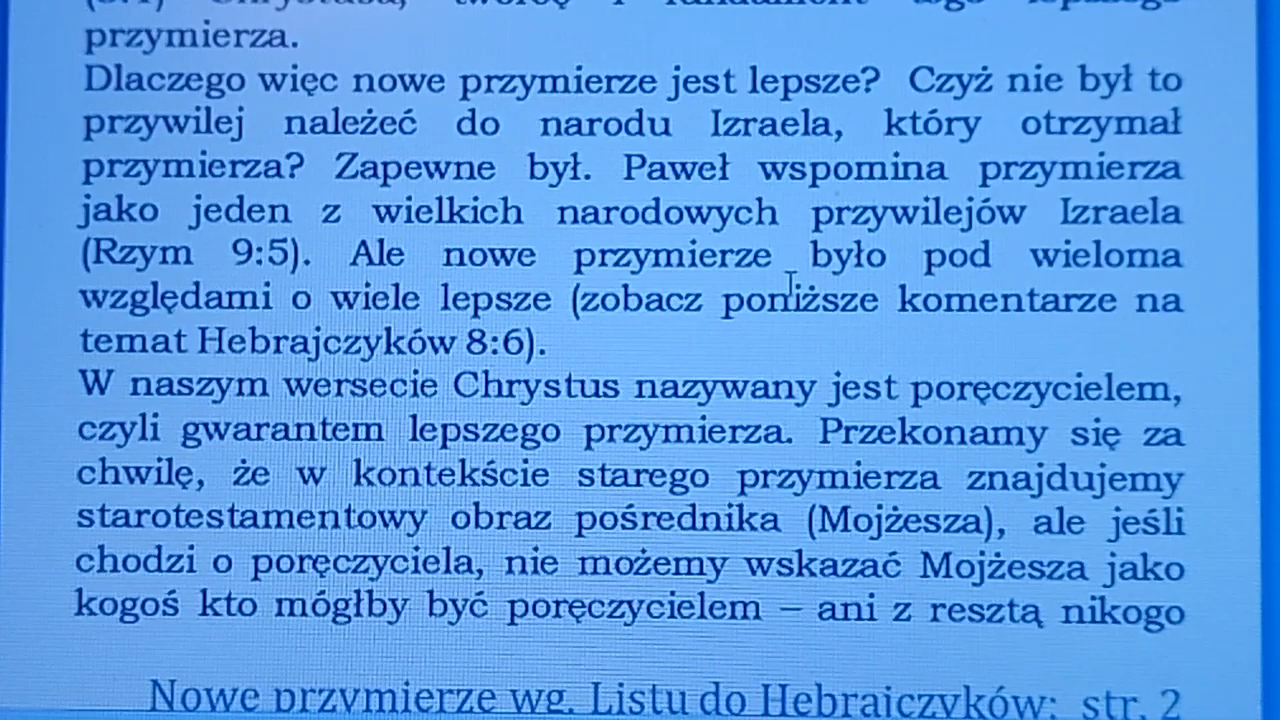 przymierza.
Dlaczego więc nowe przymierze jest lepsze? Czyż nie był to
przywilej należeć do narodu Izraela, który otrzymał
przymierza? Zapewne był. Paweł wspomina przymierza
jako jeden z wielkich narodowych przywilejów Izraela
(Rzym 9:5). Ale nowe przymierze było pod wieloma
względami o wiele lepsze (zobacz poniższe komentarze na
temat Hebrajczyków 8:6).
W naszym wersecie Chrystus nazywany jest poręczycielem,
czyli gwarantem lepszego przymierza. Przekonamy się za
chwilę, że w kontekście starego przymierza znajdujemy
starotestamentowy obraz pośrednika (Mojżesza), ale jeśli
chodzi o poręczyciela, nie możemy wskazać Mojżesza jako
kogoś kto mógłby być poręczycielem – ani z resztą nikogo
Nowe przymierze wg. Listu do Hebrajczyków: str. 2